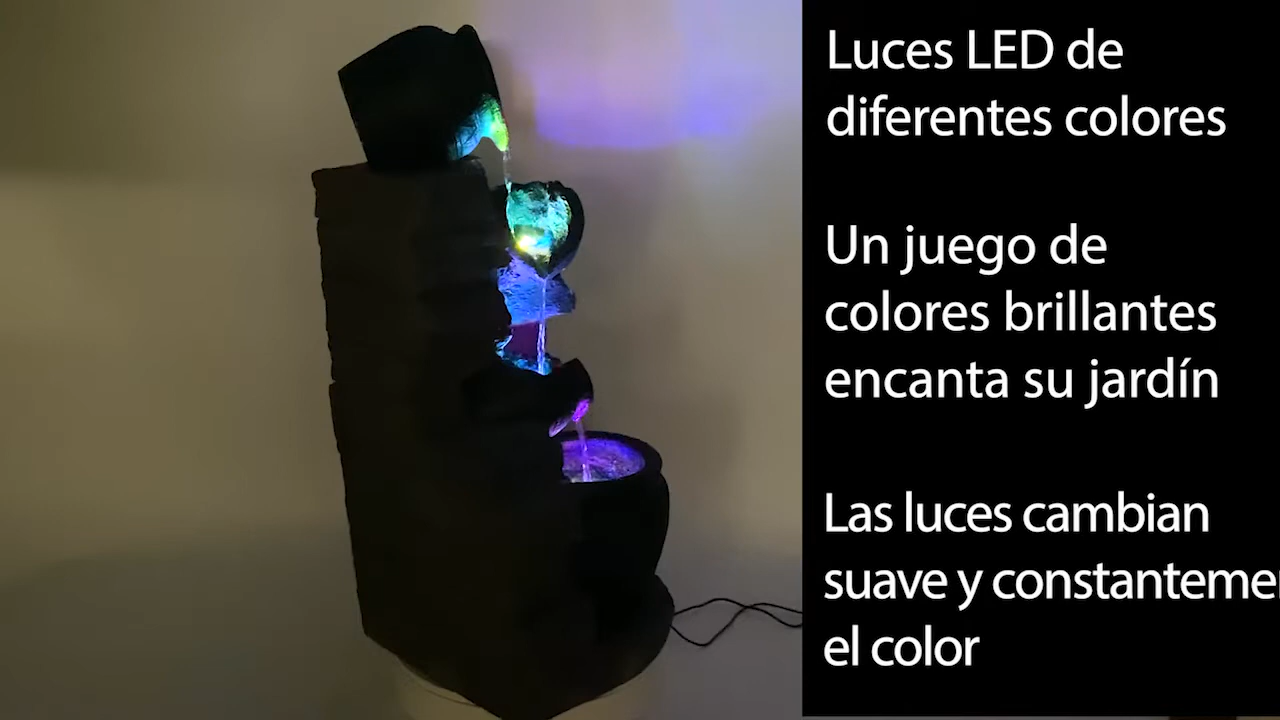 Luces LED de
diferentes colores
Un juego de
colores brillantes
encanta su jardín
Las luces cambian
suave y constanteme
el color